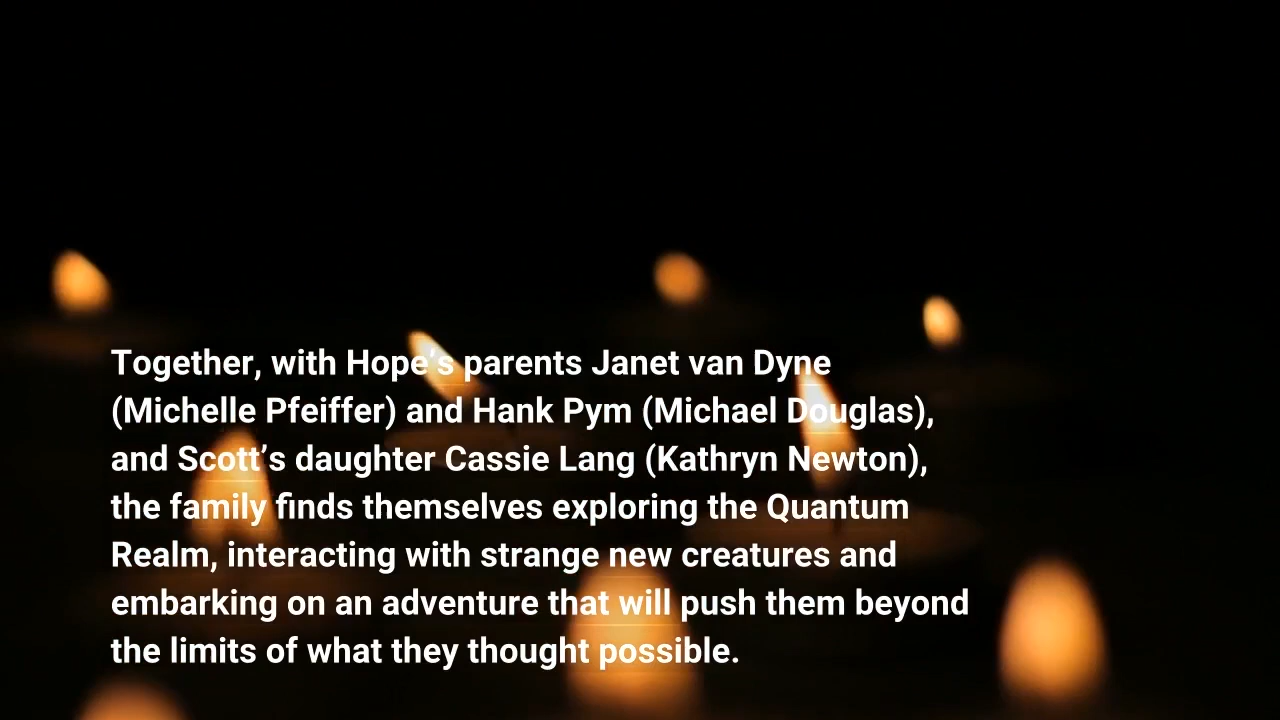 Together, with Hope’s parents Janet van Dyne
(Michelle Pfeiffer) and Hank Pym (Michael Douglas),
and Scott’s daughter Cassie Lang (Kathryn Newton),
the family finds themselves exploring the Quantum
Realm, interacting with strange new creatures and
embarking on an adventure that will push them beyond
the limits of what they thought possible.